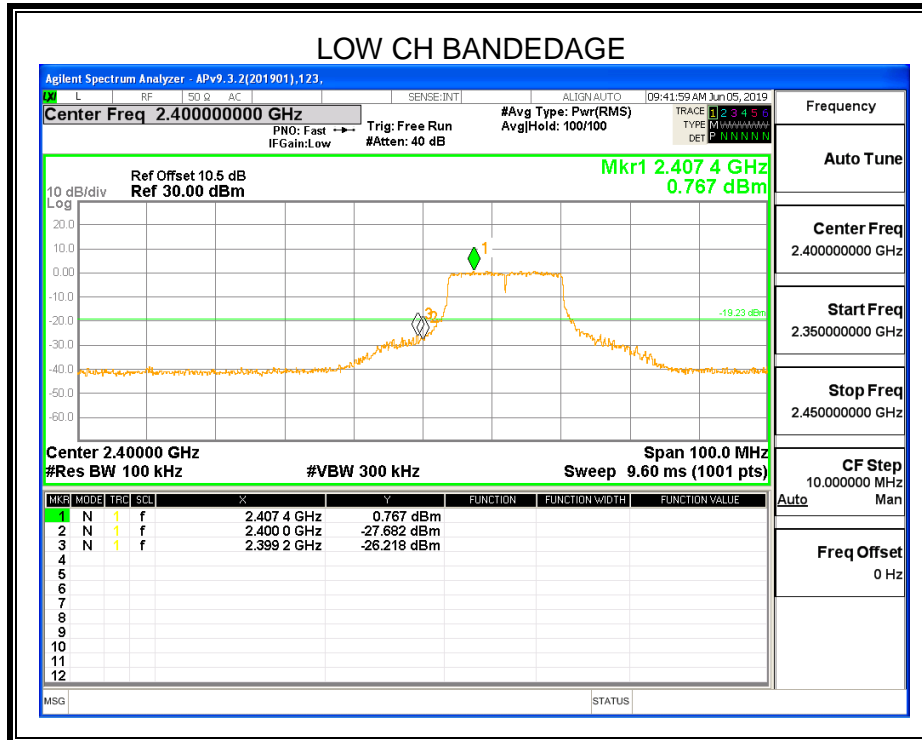 LOW CH BANDEDAGE
Agilent Spectrum Analyzer - APv9.3.2(201901),123,
LXI L RF 50 Ω AC SENSE:INT ALIGN AUTO 09:41:59 AM Jun 05, 2019
Center Freq 2.400000000 GHz #Avg Type: Pwr(RMS) TRACE 1 2 3 4 5 6
PNO: Fast Trig: Free Run Avg|Hold: 100/100 TYPE M W W W W W
IFGain:Low #Atten: 40 dB DET P N N N N N
Mkr1 2.407 4 GHz
0.767 dBm
Ref Offset 10.5 dB
10 dB/div Ref 30.00 dBm
Log
20.0
10.0
0.00
-10.0
-20.0
-30.0
-40.0
-50.0
-60.0
1
3
2
-19.23 dBm
Center 2.40000 GHz Span 100.0 MHz
#Res BW 100 kHz #VBW 300 kHz Sweep 9.60 ms (1001 pts)
MKR MODE TRC SCL X Y FUNCTION FUNCTION WIDTH FUNCTION VALUE
1 N 1 f 2.407 4 GHz 0.767 dBm
2 N 1 f 2.400 0 GHz -27.682 dBm
3 N 1 f 2.399 2 GHz -26.218 dBm
4
5
6
7
8
9
10
11
12
MSG STATUS
Frequency
Auto Tune
Center Freq
2.400000000 GHz
Start Freq
2.350000000 GHz
Stop Freq
2.450000000 GHz
CF Step
10.000000 MHz
Auto Man
Freq Offset
0 Hz